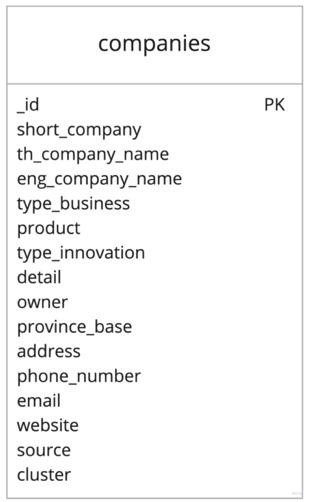 companies
_id PK
short_company
th_company_name
eng_company_name
type_business
product
type_innovation
detail
owner
province_base
address
phone_number
email
website
source
cluster